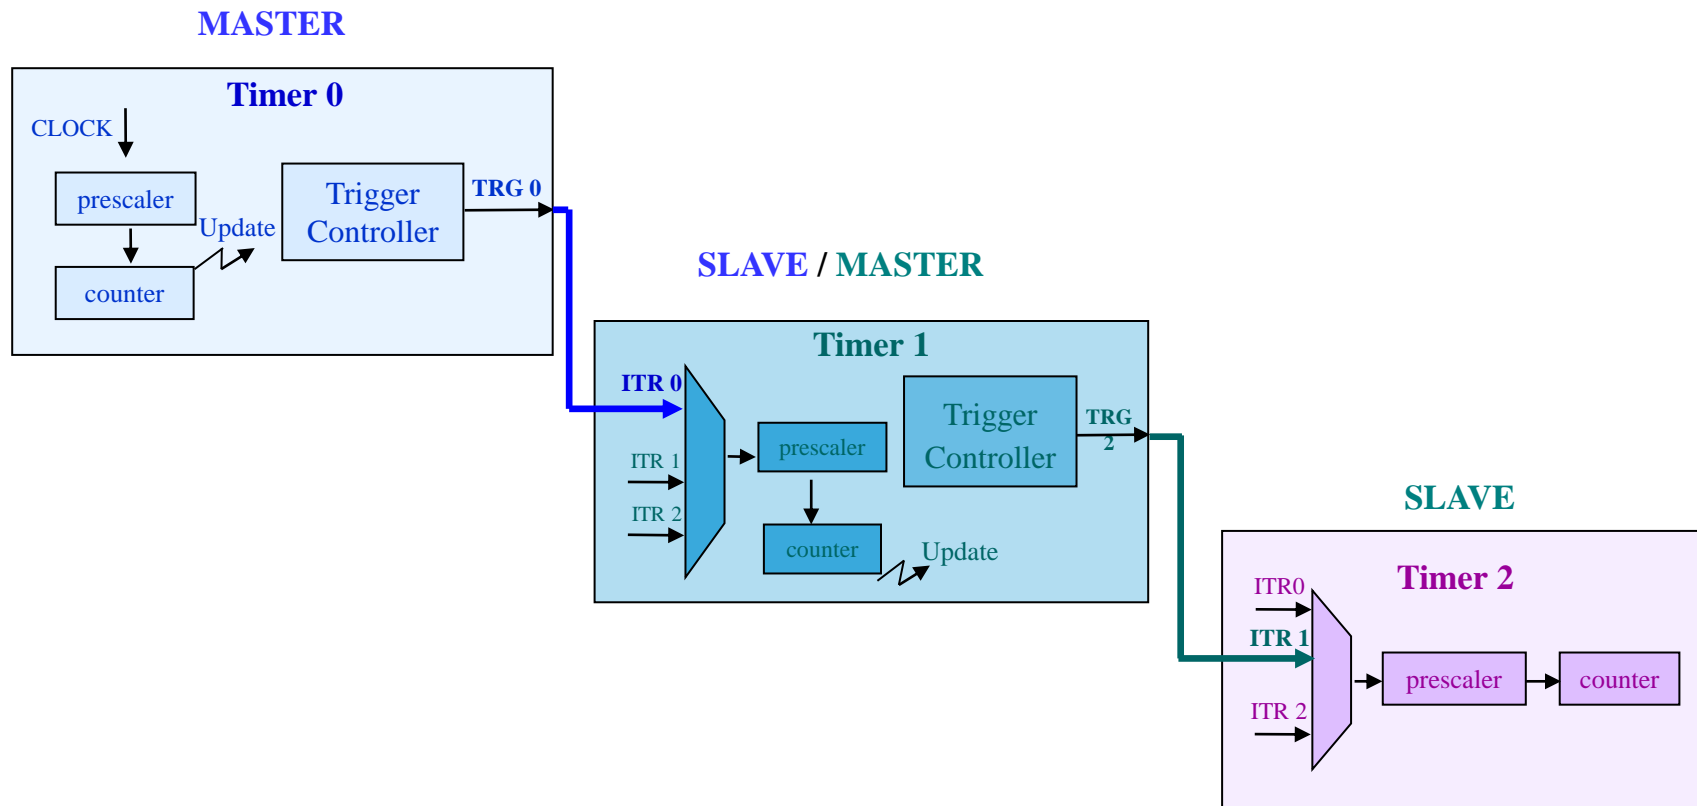 MASTER
Timer 0
CLOCK
prescaler
Update
counter
Trigger
Controller
TRG 0
SLAVE / MASTER
Timer 1
ITR 0
ITR 1
ITR 2
prescaler
counter
Update
Trigger
Controller
TRG
2
SLAVE
Timer 2
ITR0
ITR 1
ITR 2
prescaler
counter